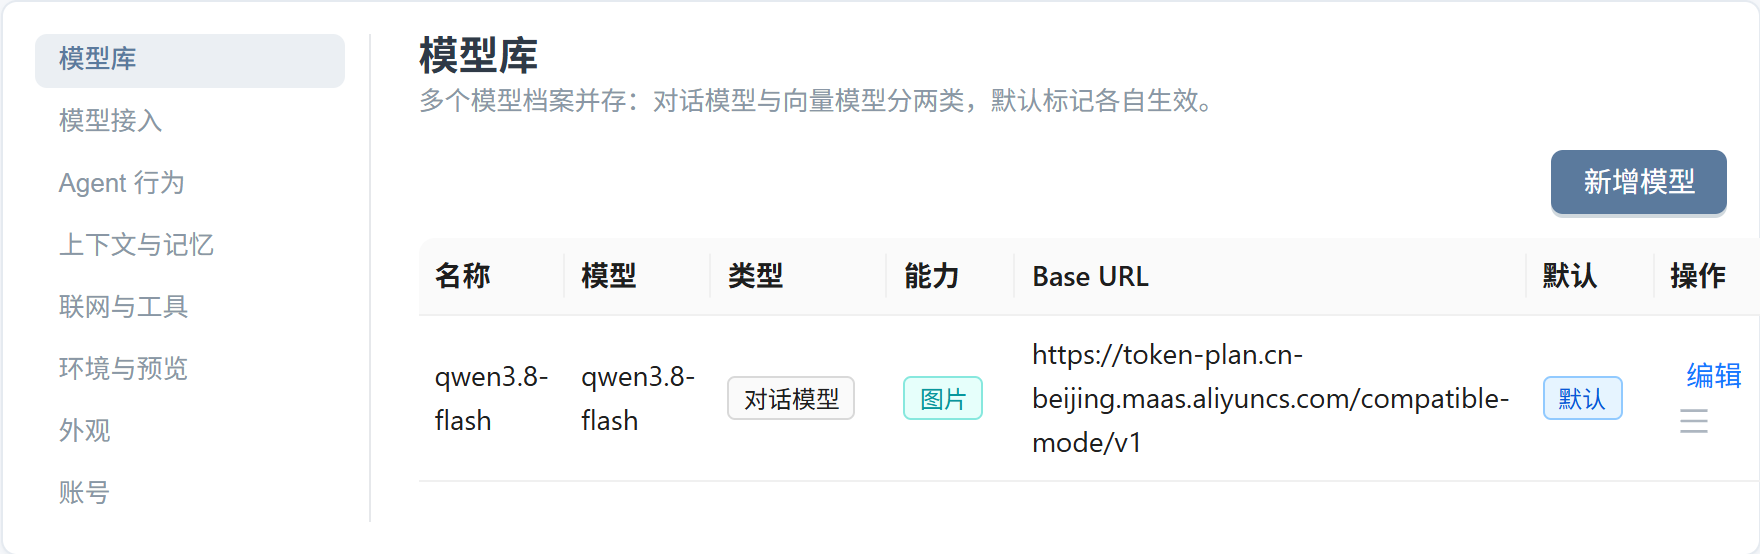 模型库
模型接入
Agent 行为
上下文与记忆
联网与工具
环境与预览
外观
账号
模型库
多个模型档案并存：对话模型与向量模型分两类，默认标记各自生效。
新增模型
名称 模型 类型 能力 Base URL 默认 操作
qwen3.8-
flash
qwen3.8-
flash
对话模型
图片
https://token-plan.cn-
beijing.maas.aliyuncs.com/compatible-
mode/v1
默认
编辑